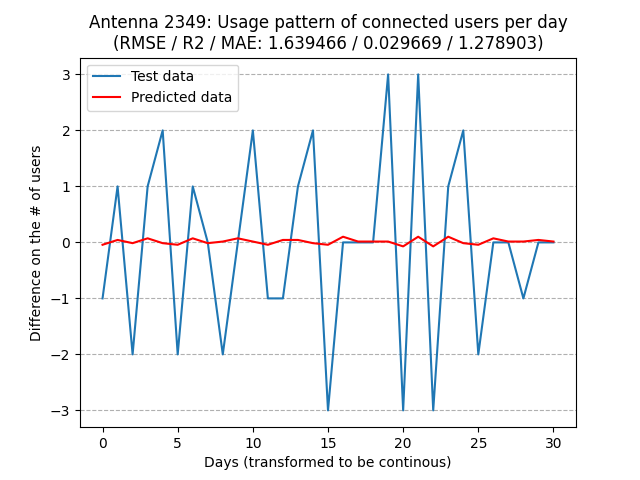 Antenna 2349: Usage pattern of connected users per day
(RMSE / R2 / MAE: 1.639466 / 0.029669 / 1.278903)
Test data
Predicted data
3
2
1
0
−1
−2
−3
Difference on the # of users
0 5 10 15 20 25 30
Days (transformed to be continous)